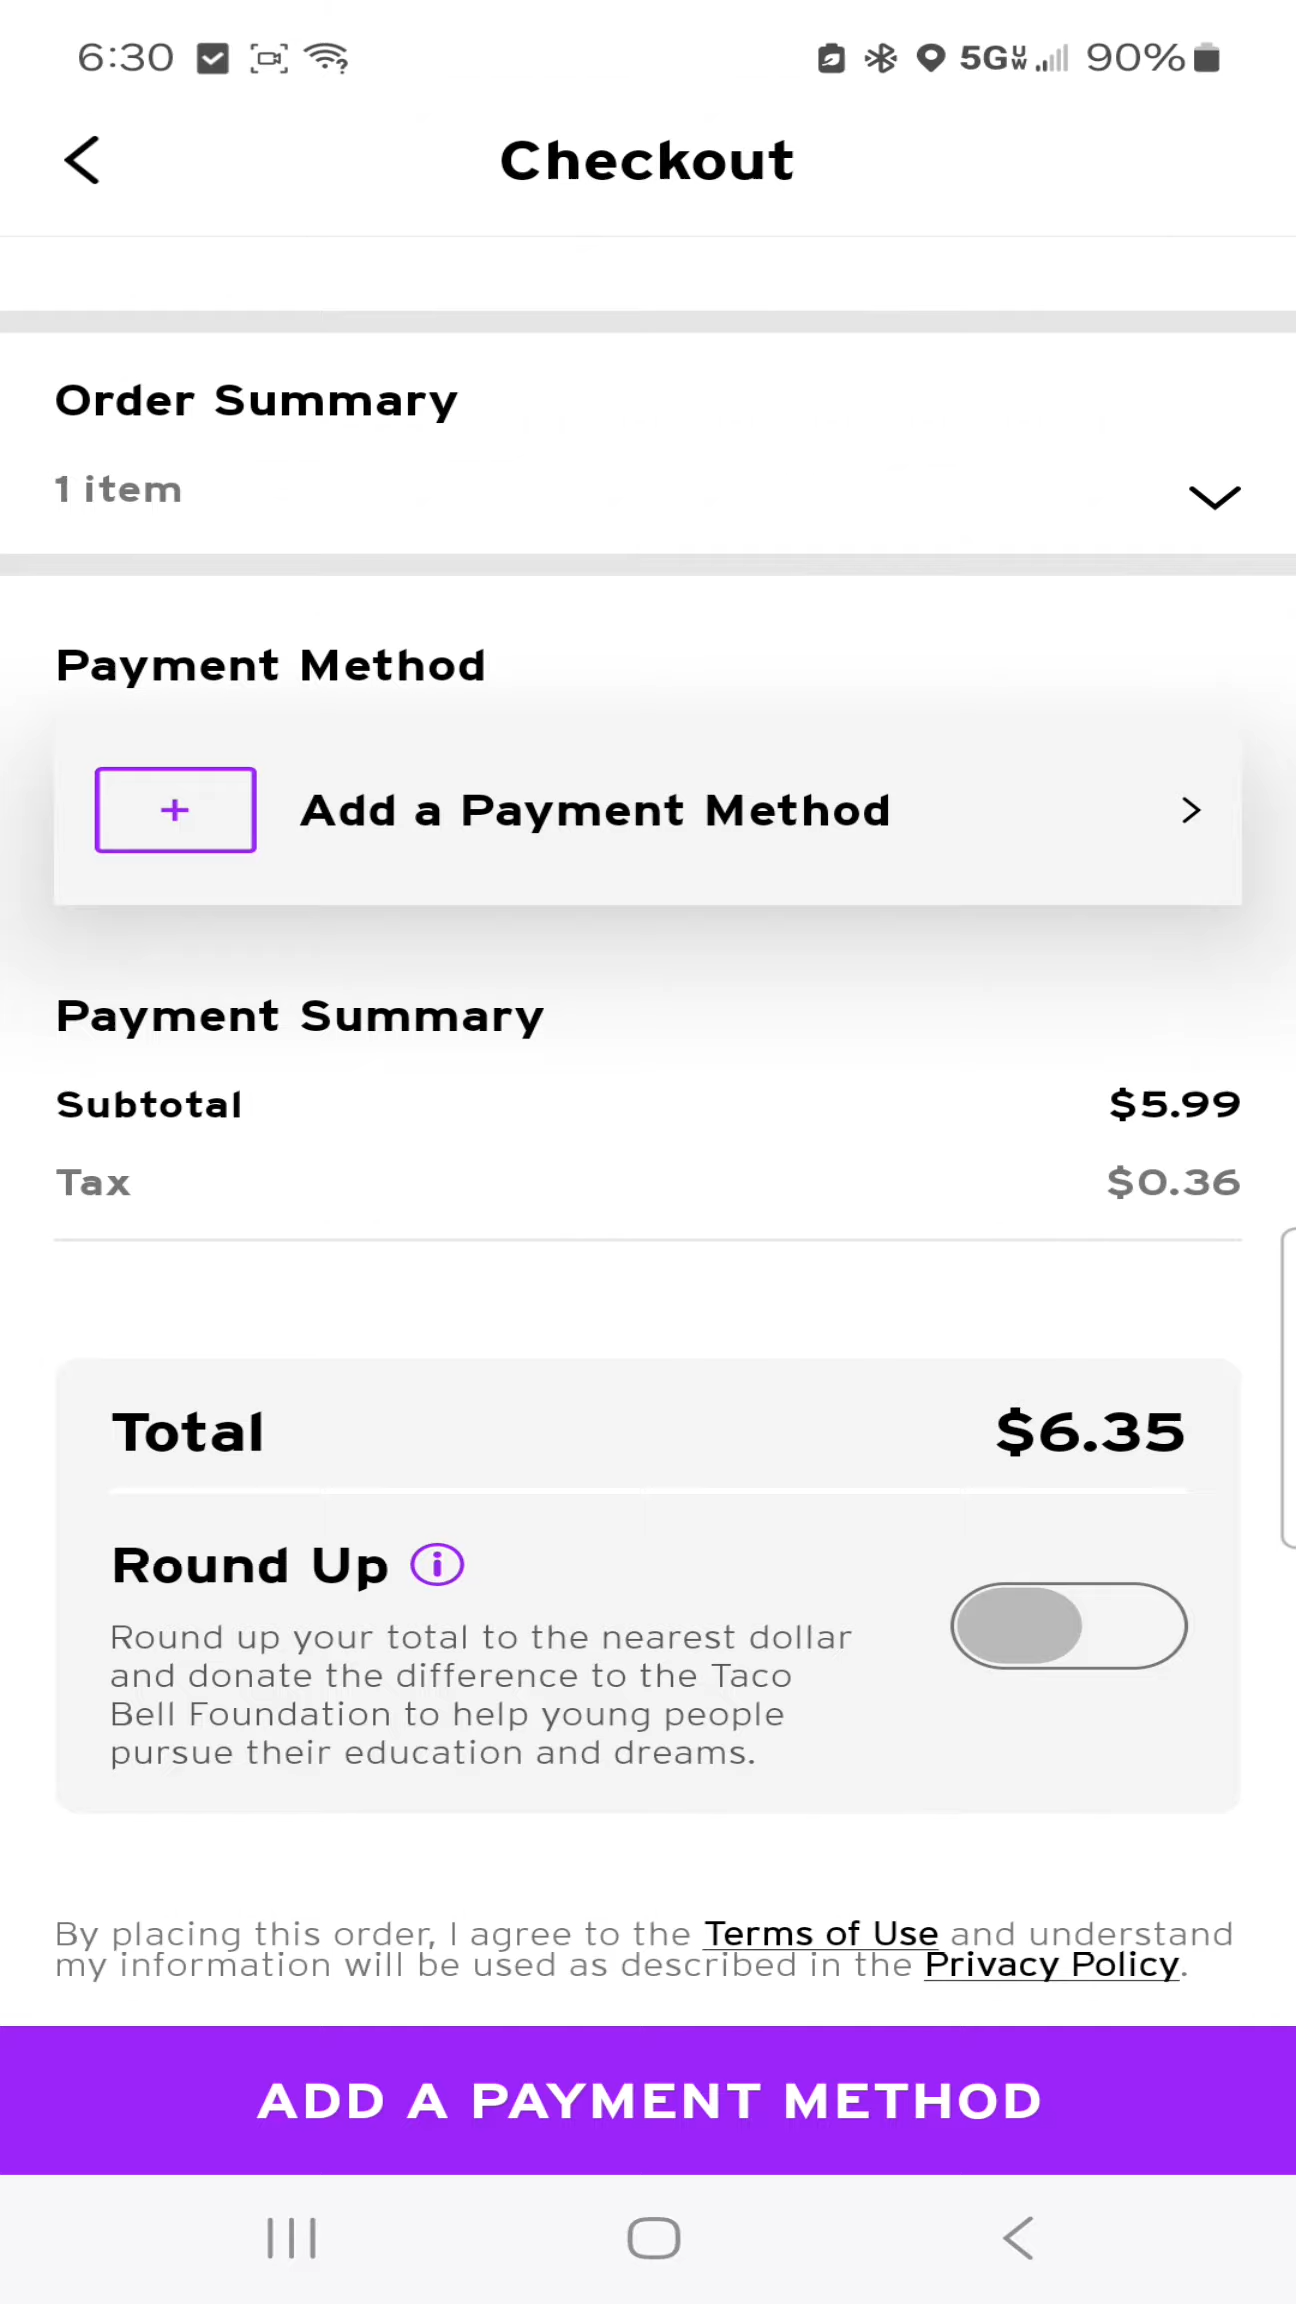 6:30
5G UW 90%
Checkout
Order Summary
1 item
Payment Method
+ Add a Payment Method
Payment Summary
Subtotal $5.99
Tax $0.36
Total $6.35
Round Up
Round up your total to the nearest dollar
and donate the difference to the Taco
Bell Foundation to help young people
pursue their education and dreams.
By placing this order, I agree to the Terms of Use and understand
my information will be used as described in the Privacy Policy.
ADD A PAYMENT METHOD